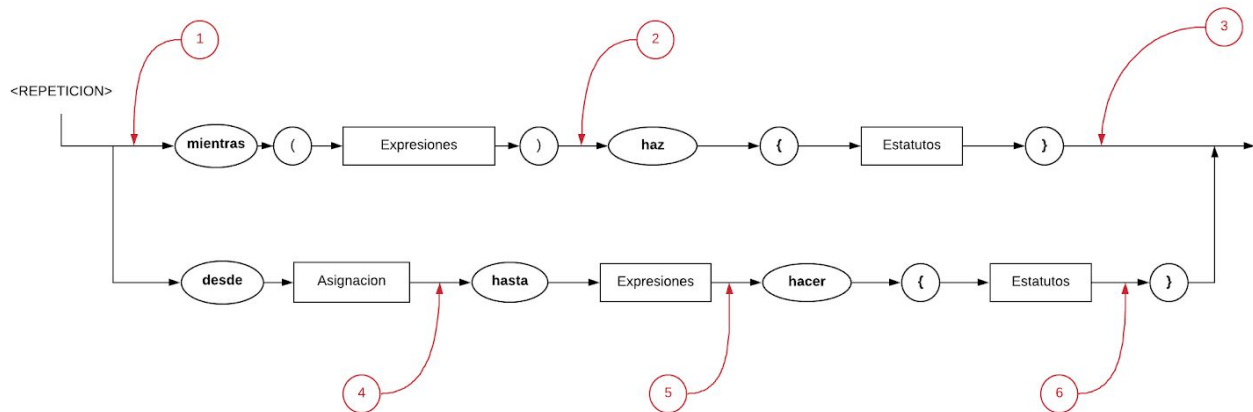 1
2
3
<REPETICION>
mientras ( Expresiones ) haz { Estatutos }
desde Asignacion hasta Expresiones hacer { Estatutos }
4
5
6